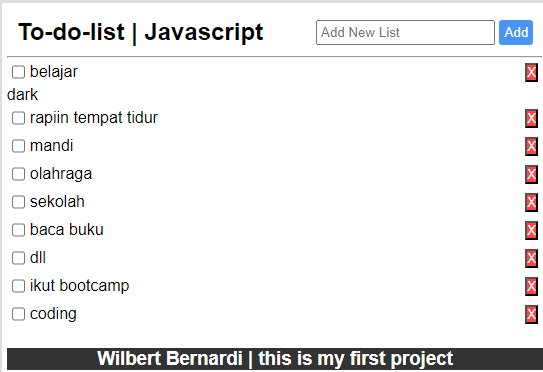 To-do-list | Javascript Add New List Add
belajar X
dark
rapiin tempat tidur X
mandi X
olahraga X
sekolah X
baca buku X
dll X
ikut bootcamp X
coding X
Wilbert Bernardi | this is my first project